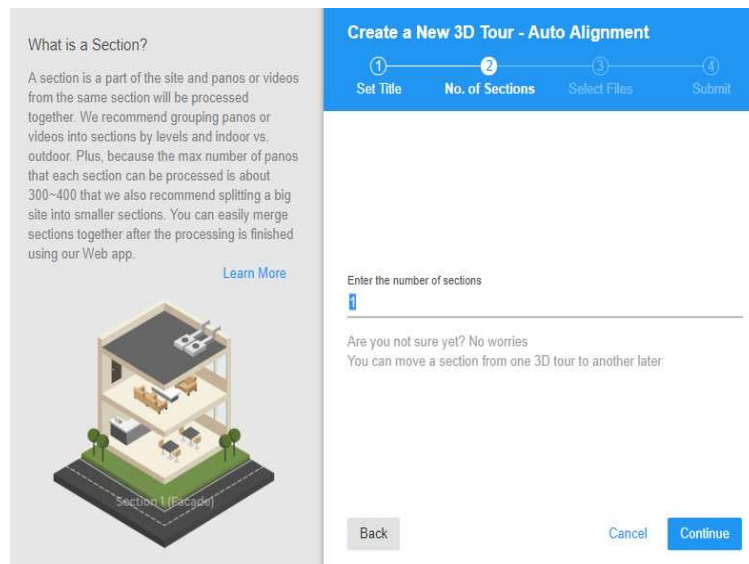 What is a Section?
A section is a part of the site and panos or videos
from the same section will be processed
together. We recommend grouping panos or
videos into sections by levels and indoor vs.
outdoor. Plus, because the max number of panos
that each section can be processed is about
300~400 that we also recommend splitting a big
site into smaller sections. You can easily merge
sections together after the processing is finished
using our Web app.
Learn More
Section 1 (Facade)
Create a New 3D Tour - Auto Alignment
1 2 3 4
Set Title No. of Sections Select Files Submit
Enter the number of sections
1
Are you not sure yet? No worries
You can move a section from one 3D tour to another later
Back Cancel Continue